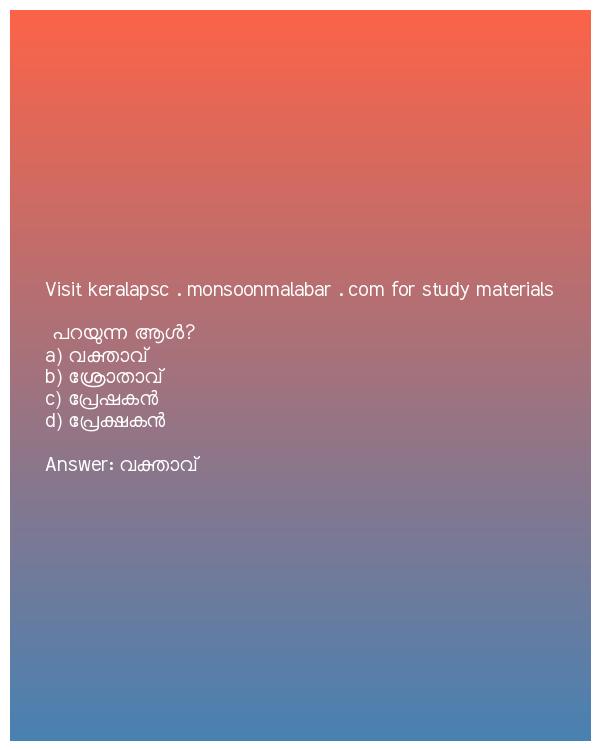 Visit keralapsc . monsoonmalabar . com for study materials
പറയുന്ന ആൾ?
a) വക്താവ്
b) ശ്രോതാവ്
c) പ്രേഷകൻ
d) പ്രേക്ഷകൻ
Answer: വക്താവ്